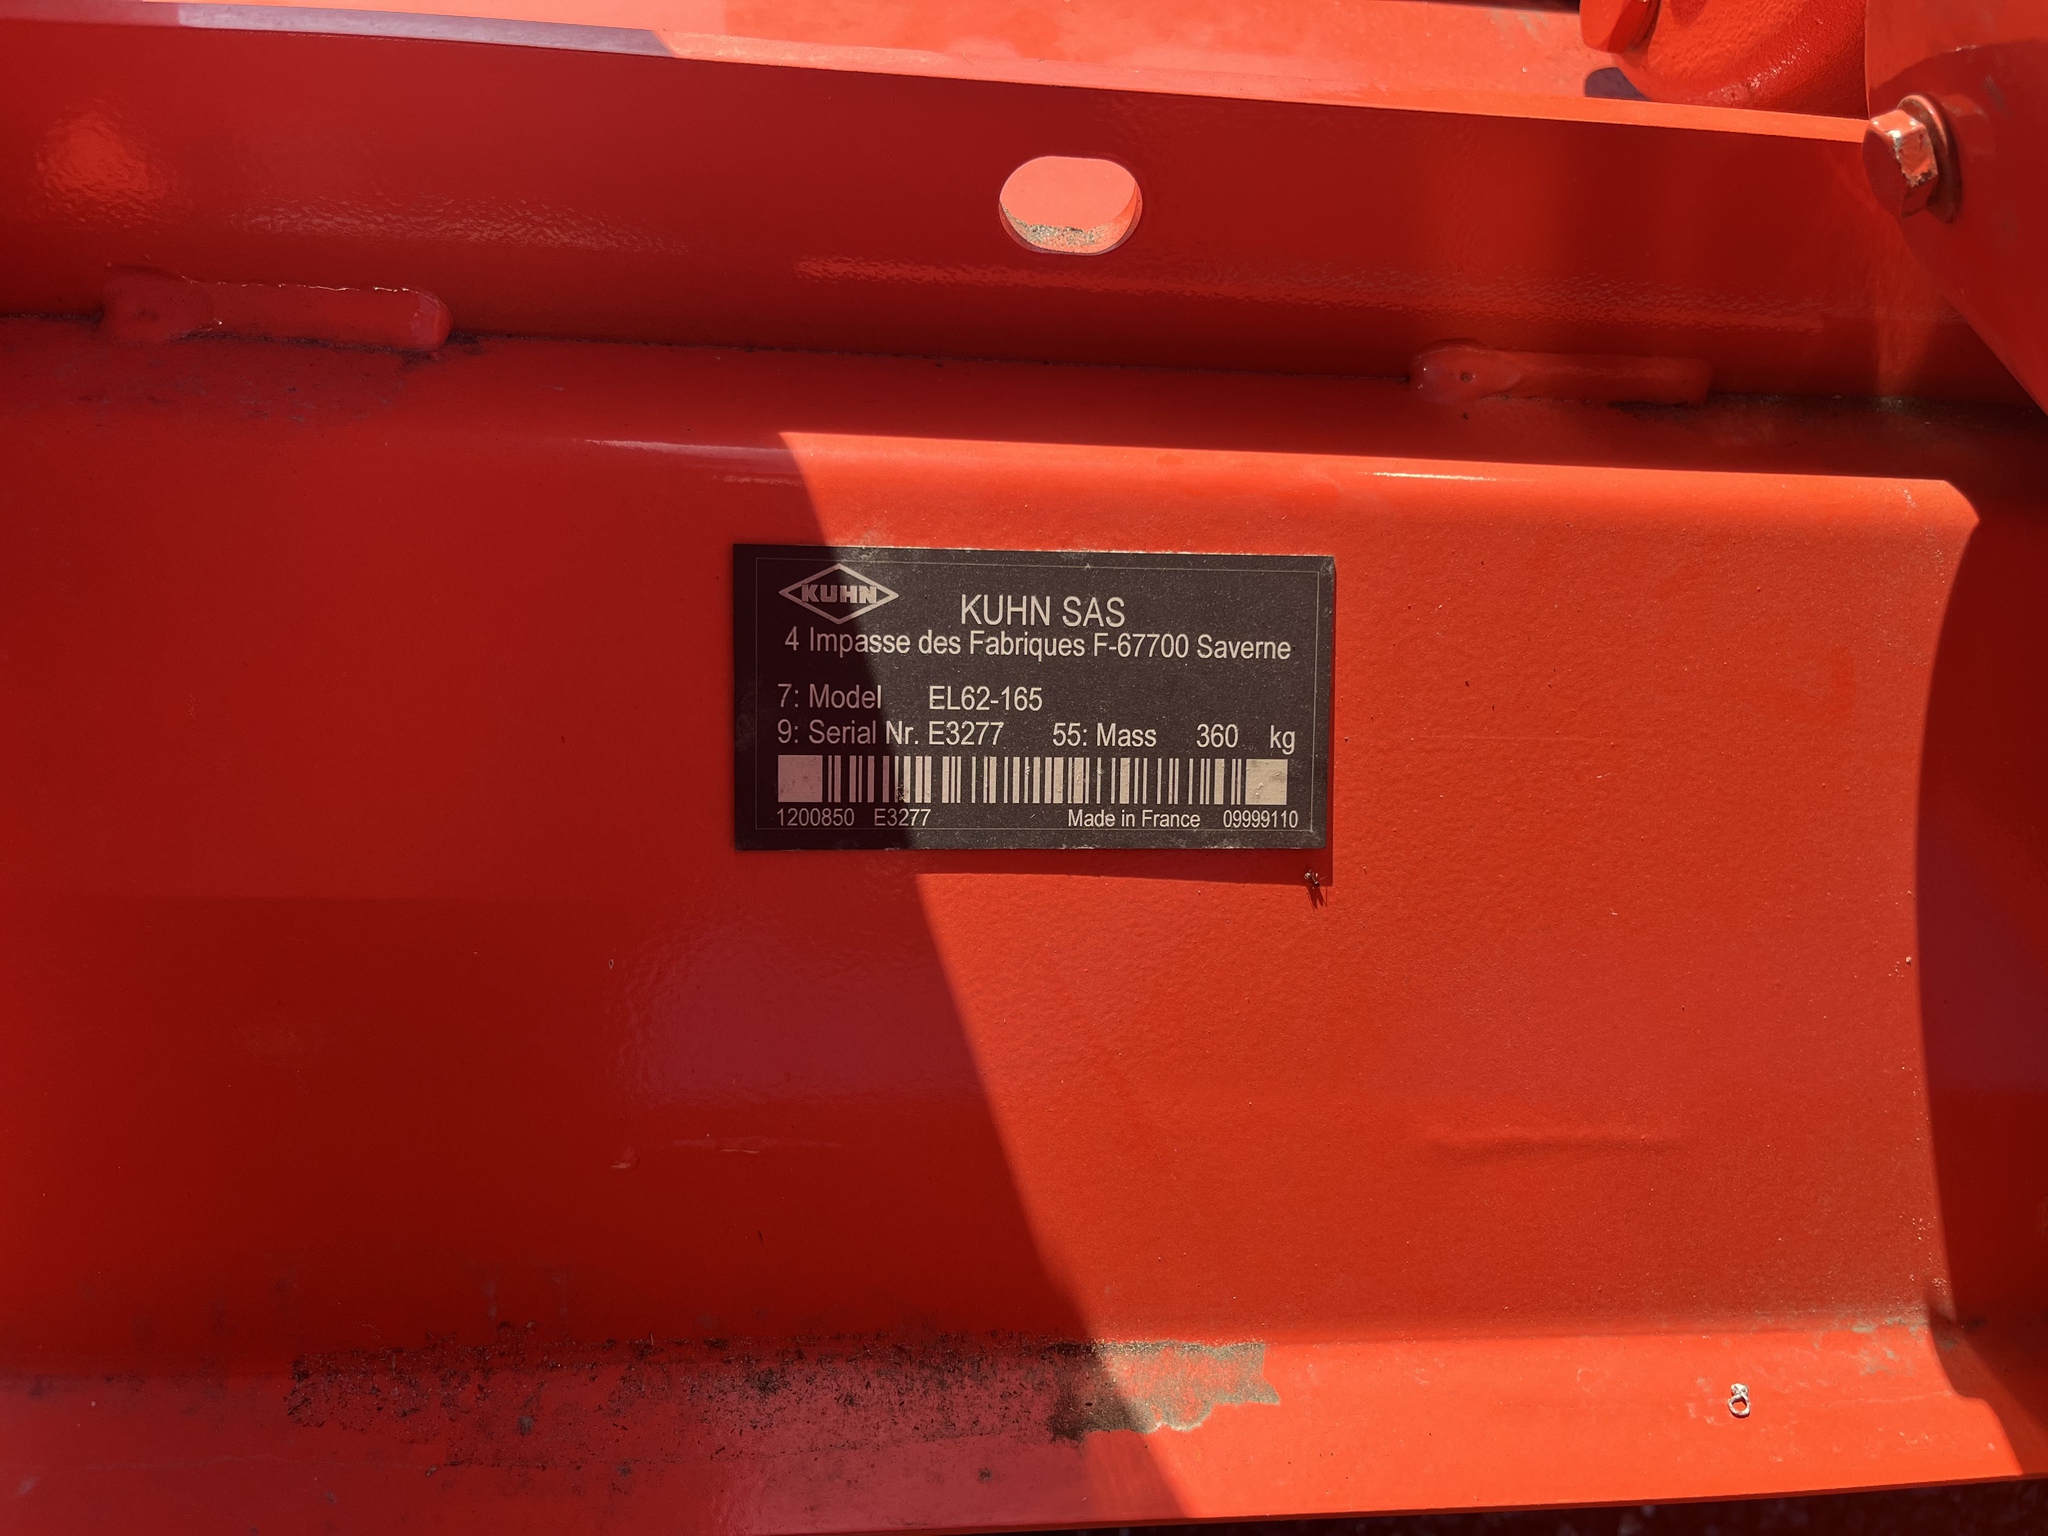 KUHN
KUHN SAS
4 Impasse des Fabriques F-67700 Saverne
7: Model EL62-165
9: Serial Nr. E3277 55: Mass 360 kg
1200850 E3277 Made in France 09999110